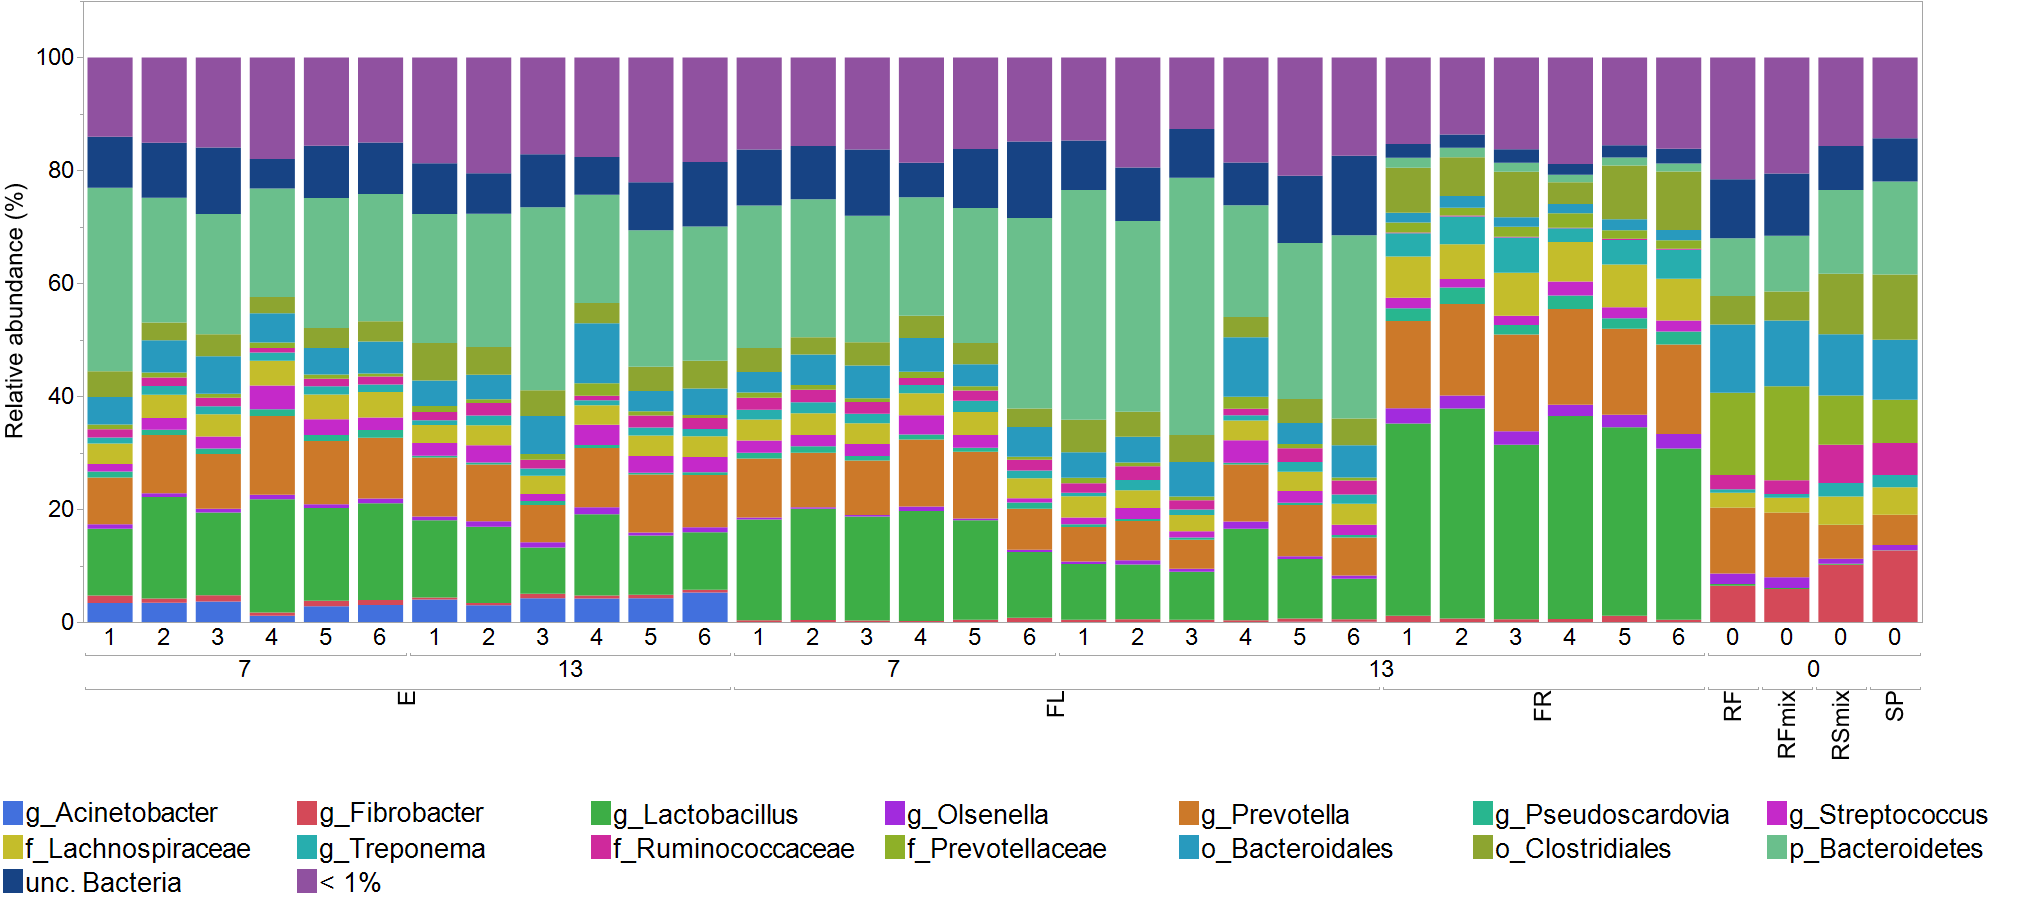 Relative abundance (%)
100
80
60
40
20
0
1 2 3 4 5 6 1 2 3 4 5 6 1 2 3 4 5 6 1 2 3 4 5 6 1 2 3 4 5 6 0 0 0 0
7 13 7 13 0
E FL FR RF RFmix RSmix SP
g_Acinetobacter g_Fibrobacter g_Lactobacillus g_Olsenella g_Prevotella g_Pseudoscardovia g_Streptococcus
f_Lachnospiraceae g_Treponema f_Ruminococcaceae f_Prevotellaceae o_Bacteroidales o_Clostridiales p_Bacteroidetes
unc. Bacteria < 1%